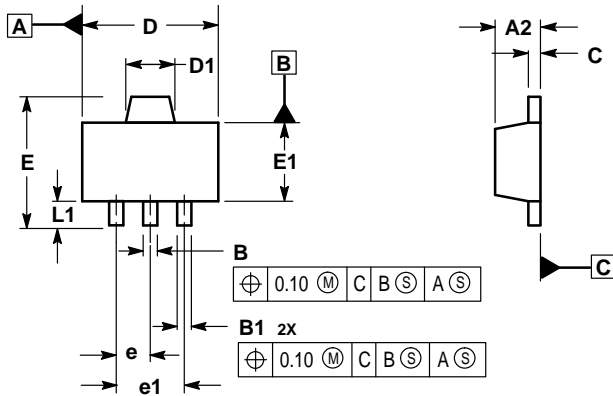 A
D
A2
C
D1
B
E
E1
L1
C
B
⌖ 0.10 Ⓜ C B Ⓢ A Ⓢ
B1 2X
⌖ 0.10 Ⓜ C B Ⓢ A Ⓢ
e
e1